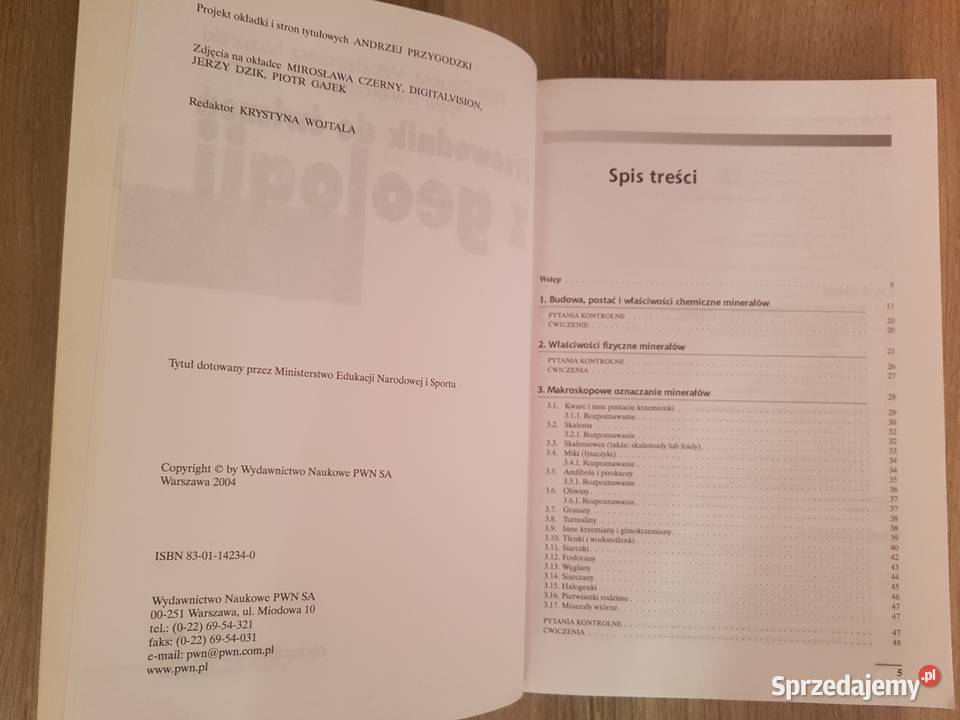 Projekt okładki i stron tytułowych ANDRZEJ PRZYGODZKI
Zdjęcia na okładce MIROSŁAWA CZERNY, DIGITALVISION,
JERZY DZIK, PIOTR GAJEK
Redaktor KRYSTYNA WOJTALA
Tytuł dotowany przez Ministerstwo Edukacji Narodowej i Sportu
Copyright © by Wydawnictwo Naukowe PWN SA
Warszawa 2004
ISBN 83-01-14234-0
Wydawnictwo Naukowe PWN SA
00-251 Warszawa, ul. Miodowa 10
tel.: (0-22) 69-54-321
faks: (0-22) 69-54-031
e-mail: pwn@pwn.com.pl
www.pwn.pl
Spis treści
Wstęp 9
1. Budowa, postać i właściwości chemiczne minerałów 11
PYTANIA KONTROLNE 20
ĆWICZENIE 20
2. Właściwości fizyczne minerałów 21
PYTANIA KONTROLNE 26
ĆWICZENIA 27
3. Makroskopowe oznaczanie minerałów 28
3.1. Kwarc i inne postacie krzemionki 29
3.1.1. Rozpoznawanie 30
3.2. Skalenie 32
3.2.1. Rozpoznawanie 32
3.3. Skaleniowce (także: skalenoidy lub foidy) 33
3.4. Miki (łyszczyki) 34
3.4.1. Rozpoznawanie 34
3.5. Amfibole i pirokseny 35
3.5.1. Rozpoznawanie 36
3.6. Oliwiny 37
3.6.1. Rozpoznawanie 37
3.7. Granaty 38
3.8. Turmaliny 38
3.9. Inne krzemiany i glinokrzemiany 39
3.10. Tlenki i wodorotlenki 40
3.11. Siarczki 42
3.12. Fosforany 43
3.13. Węglany 44
3.14. Siarczany 45
3.15. Halogenki 46
3.16. Pierwiastki rodzime 47
3.17. Minerały wtórne 47
PYTANIA KONTROLNE 47
ĆWICZENIA 48
5
Sprzedajemy.pl